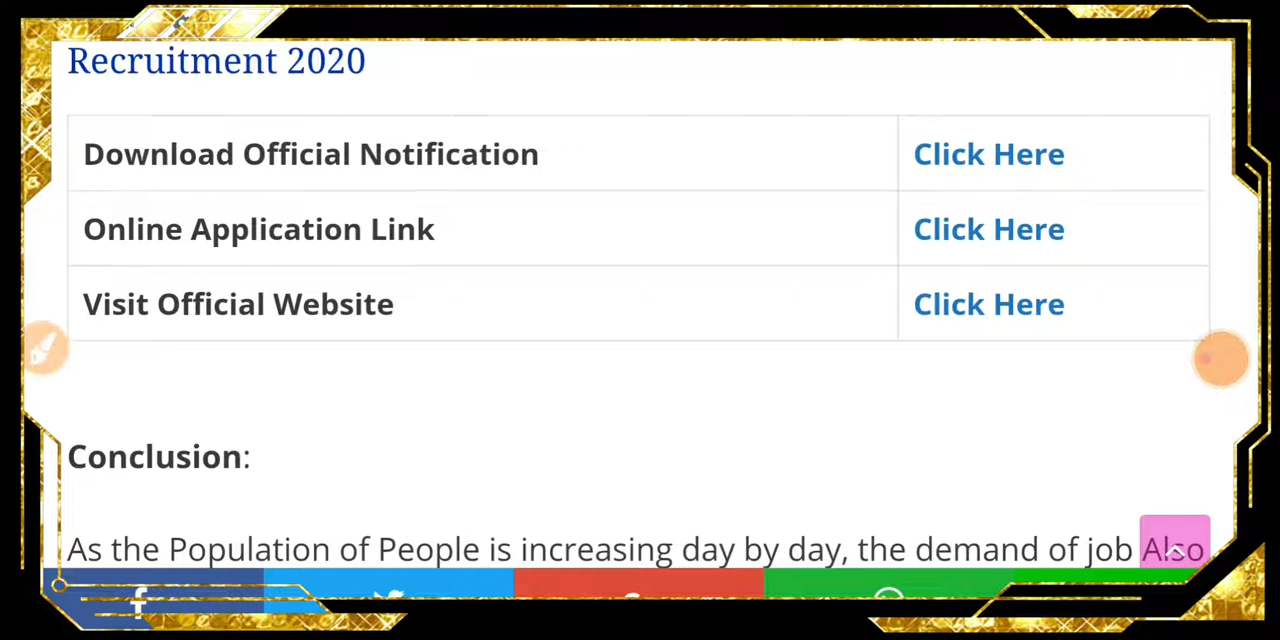 Recruitment 2020
Download Official Notification Click Here
Online Application Link Click Here
Visit Official Website Click Here
Conclusion:
As the Population of People is increasing day by day, the demand of job Also